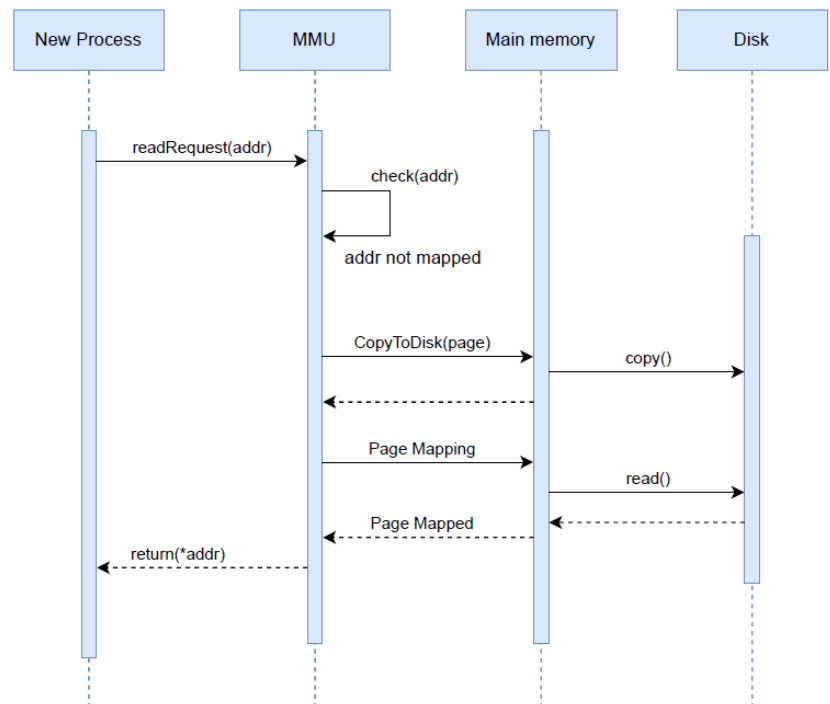 New Process
MMU
Main memory
Disk
readRequest(addr)
check(addr)
addr not mapped
CopyToDisk(page)
copy()
Page Mapping
read()
Page Mapped
return(*addr)